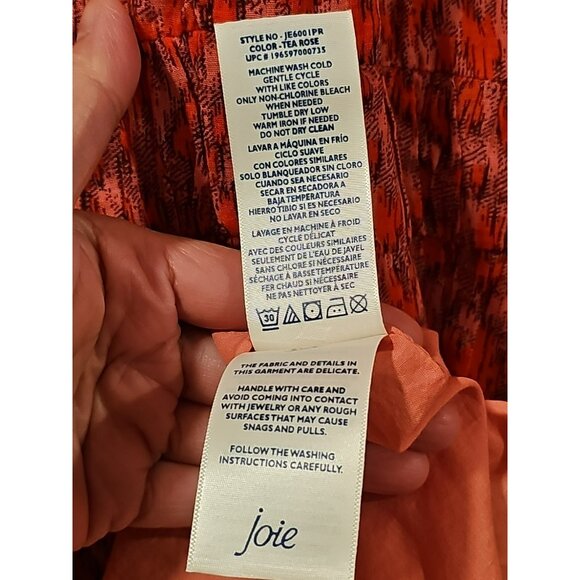 STYLE NO - JE6001PR
COLOR - TEA ROSE
UPC # 196597000735
MACHINE WASH COLD
GENTLE CYCLE
WITH LIKE COLORS
ONLY NON-CHLORINE BLEACH
WHEN NEEDED
TUMBLE DRY LOW
WARM IRON IF NEEDED
DO NOT DRY CLEAN
LAVAR A MÁQUINA EN FRÍO
CICLO SUAVE
CON COLORES SIMILARES
SOLO BLANQUEADOR SIN CLORO
CUANDO SEA NECESARIO
SECAR EN SECADORA A
BAJA TEMPERATURA
HIERRO TIBIO SI ES NECESARIO
NO LAVAR EN SECO
LAVAGE EN MACHINE À FROID
CYCLE DÉLICAT
AVEC DES COULEURS SIMILAIRES
SEULEMENT DE L'EAU DE JAVEL
SANS CHLORE SI NÉCESSAIRE
SÉCHAGE À BASSE TEMPÉRATURE
FER CHAUD SI NÉCESSAIRE
NE PAS NETTOYER À SEC
30
THE FABRIC AND DETAILS IN
THIS GARMENT ARE DELICATE.
HANDLE WITH CARE AND
AVOID COMING INTO CONTACT
WITH JEWELRY OR ANY ROUGH
SURFACES THAT MAY CAUSE
SNAGS AND PULLS.
FOLLOW THE WASHING
INSTRUCTIONS CAREFULLY.
joie